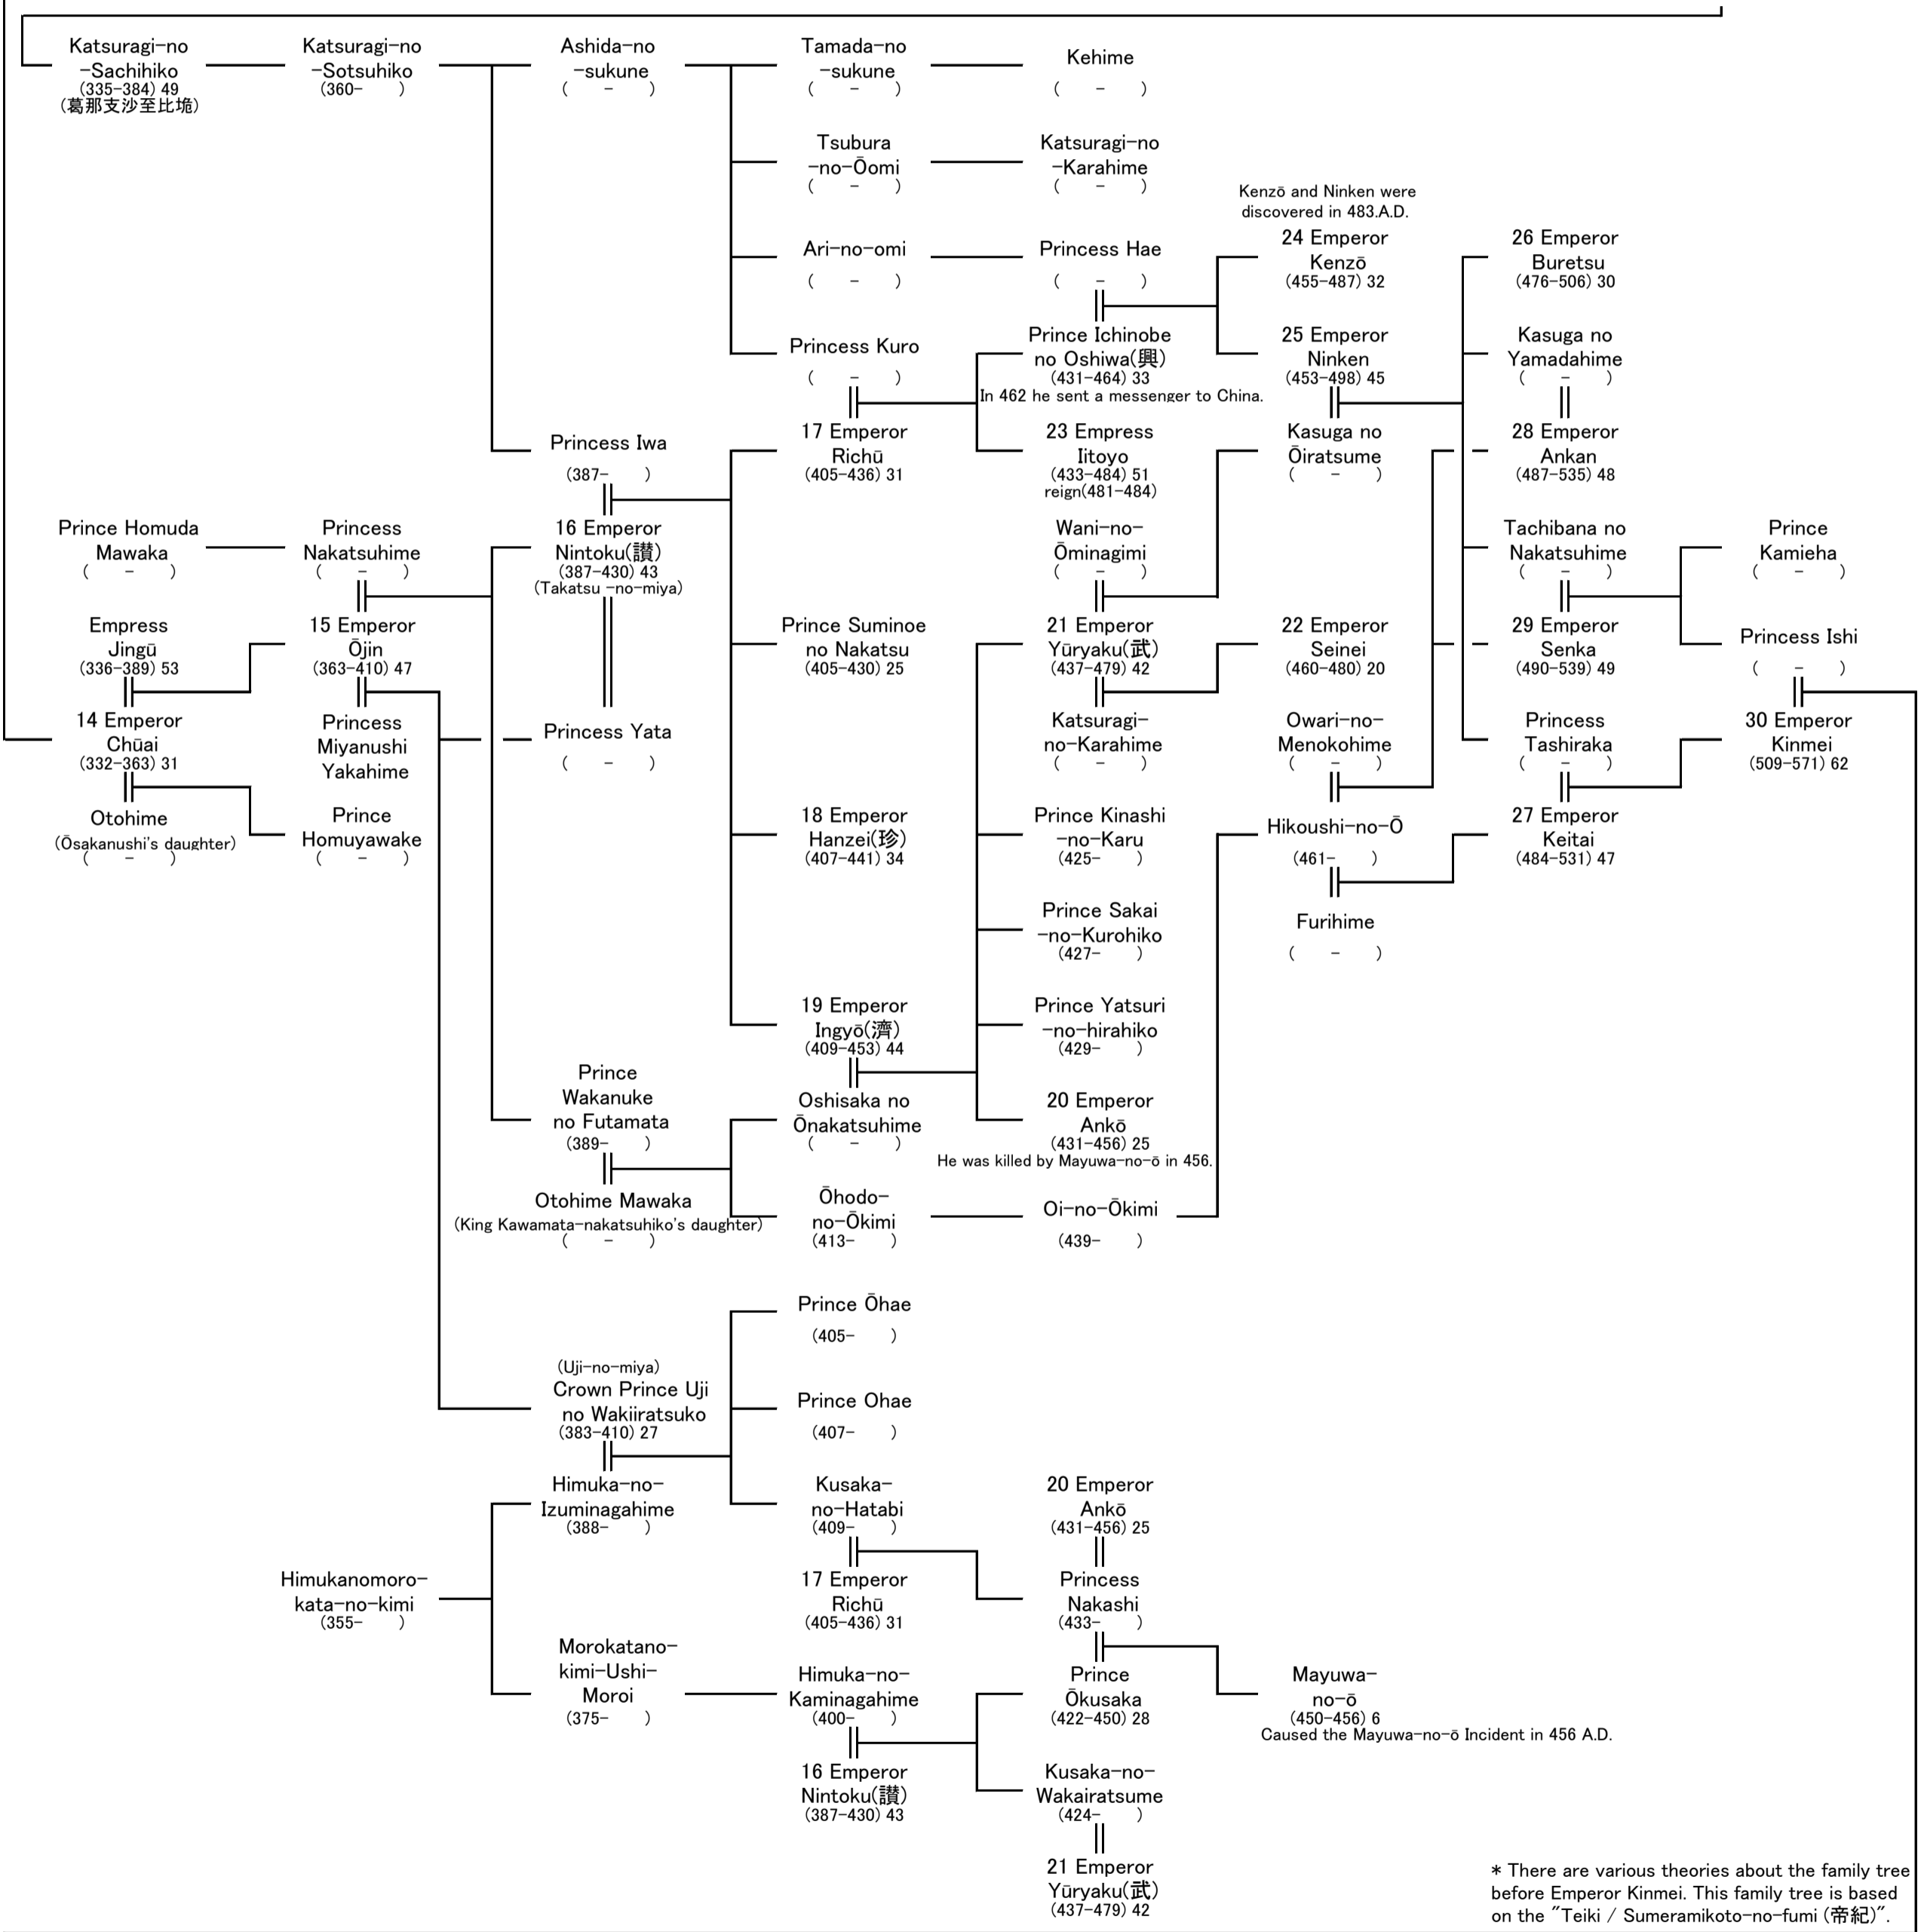 Katsuragi-no
-Sachihiko
(335-384) 49
(葛那支沙至比垝)
Katsuragi-no
-Sotsuhiko
(360- )
Ashida-no
-sukune
( - )
Tamada-no
-sukune
( - )
Kehime
( - )
Tsubura
-no-Ōomi
( - )
Katsuragi-no
-Karahime
( - )
Kenzō and Ninken were
discovered in 483.A.D.
Ari-no-omi
( - )
Princess Hae
( - )
24 Emperor
Kenzō
(455-487) 32
26 Emperor
Buretsu
(476-506) 30
Princess Kuro
( - )
Prince Ichinobe
no Oshiwa(興)
(431-464) 33
In 462 he sent a messenger to China.
25 Emperor
Ninken
(453-498) 45
Kasuga no
Yamadahime
( - )
Princess Iwa
(387- )
17 Emperor
Richū
(405-436) 31
23 Empress
Iitoyo
(433-484) 51
reign(481-484)
Kasuga no
Ōiratsume
( - )
28 Emperor
Ankan
(487-535) 48
Prince Homuda
Mawaka
( - )
Princess
Nakatsuhime
( - )
16 Emperor
Nintoku(讃)
(387-430) 43
(Takatsu -no-miya)
Wani-no-
Ōminagimi
( - )
Tachibana no
Nakatsuhime
( - )
Prince
Kamieha
( - )
Empress
Jingū
(336-389) 53
15 Emperor
Ōjin
(363-410) 47
Prince Suminoe
no Nakatsu
(405-430) 25
21 Emperor
Yūryaku(武)
(437-479) 42
22 Emperor
Seinei
(460-480) 20
29 Emperor
Senka
(490-539) 49
Princess Ishi
( - )
14 Emperor
Chūai
(332-363) 31
Princess
Miyanushi
Yakahime
Princess Yata
( - )
Katsuragi-
no-Karahime
( - )
Owari-no-
Menokohime
( - )
Princess
Tashiraka
( - )
30 Emperor
Kinmei
(509-571) 62
Otohime
(Ōsakanushi's daughter)
( - )
Prince
Homuyawake
( - )
18 Emperor
Hanzei(珍)
(407-441) 34
Prince Kinashi
-no-Karu
(425- )
Hikoushi-no-Ō
(461- )
27 Emperor
Keitai
(484-531) 47
Prince Sakai
-no-Kurohiko
(427- )
Furihime
( - )
19 Emperor
Ingyō(濟)
(409-453) 44
Prince Yatsuri
-no-hirahiko
(429- )
Prince
Wakanuke
no Futamata
(389- )
Oshisaka no
Ōnakatsuhime
( - )
20 Emperor
Ankō
(431-456) 25
He was killed by Mayuwa-no-ō in 456.
Otohime Mawaka
(King Kawamata-nakatsuhiko's daughter)
( - )
Ōhodo-
no-Ōkimi
(413- )
Oi-no-Ōkimi
(439- )
Prince Ōhae
(405- )
(Uji-no-miya)
Crown Prince Uji
no Wakiiratsuko
(383-410) 27
Prince Ohae
(407- )
Himuka-no-
Izuminagahime
(388- )
Kusaka-
no-Hatabi
(409- )
20 Emperor
Ankō
(431-456) 25
Himukanomoro-
kata-no-kimi
(355- )
17 Emperor
Richū
(405-436) 31
Princess
Nakashi
(433- )
Morokatano-
kimi-Ushi-
Moroi
(375- )
Himuka-no-
Kaminagahime
(400- )
Prince
Ōkusaka
(422-450) 28
Mayuwa-
no-ō
(450-456) 6
Caused the Mayuwa-no-ō Incident in 456 A.D.
16 Emperor
Nintoku(讃)
(387-430) 43
Kusaka-no-
Wakairatsume
(424- )
21 Emperor
Yūryaku(武)
(437-479) 42
* There are various theories about the family tree
before Emperor Kinmei. This family tree is based
on the "Teiki / Sumeramikoto-no-fumi (帝紀)".